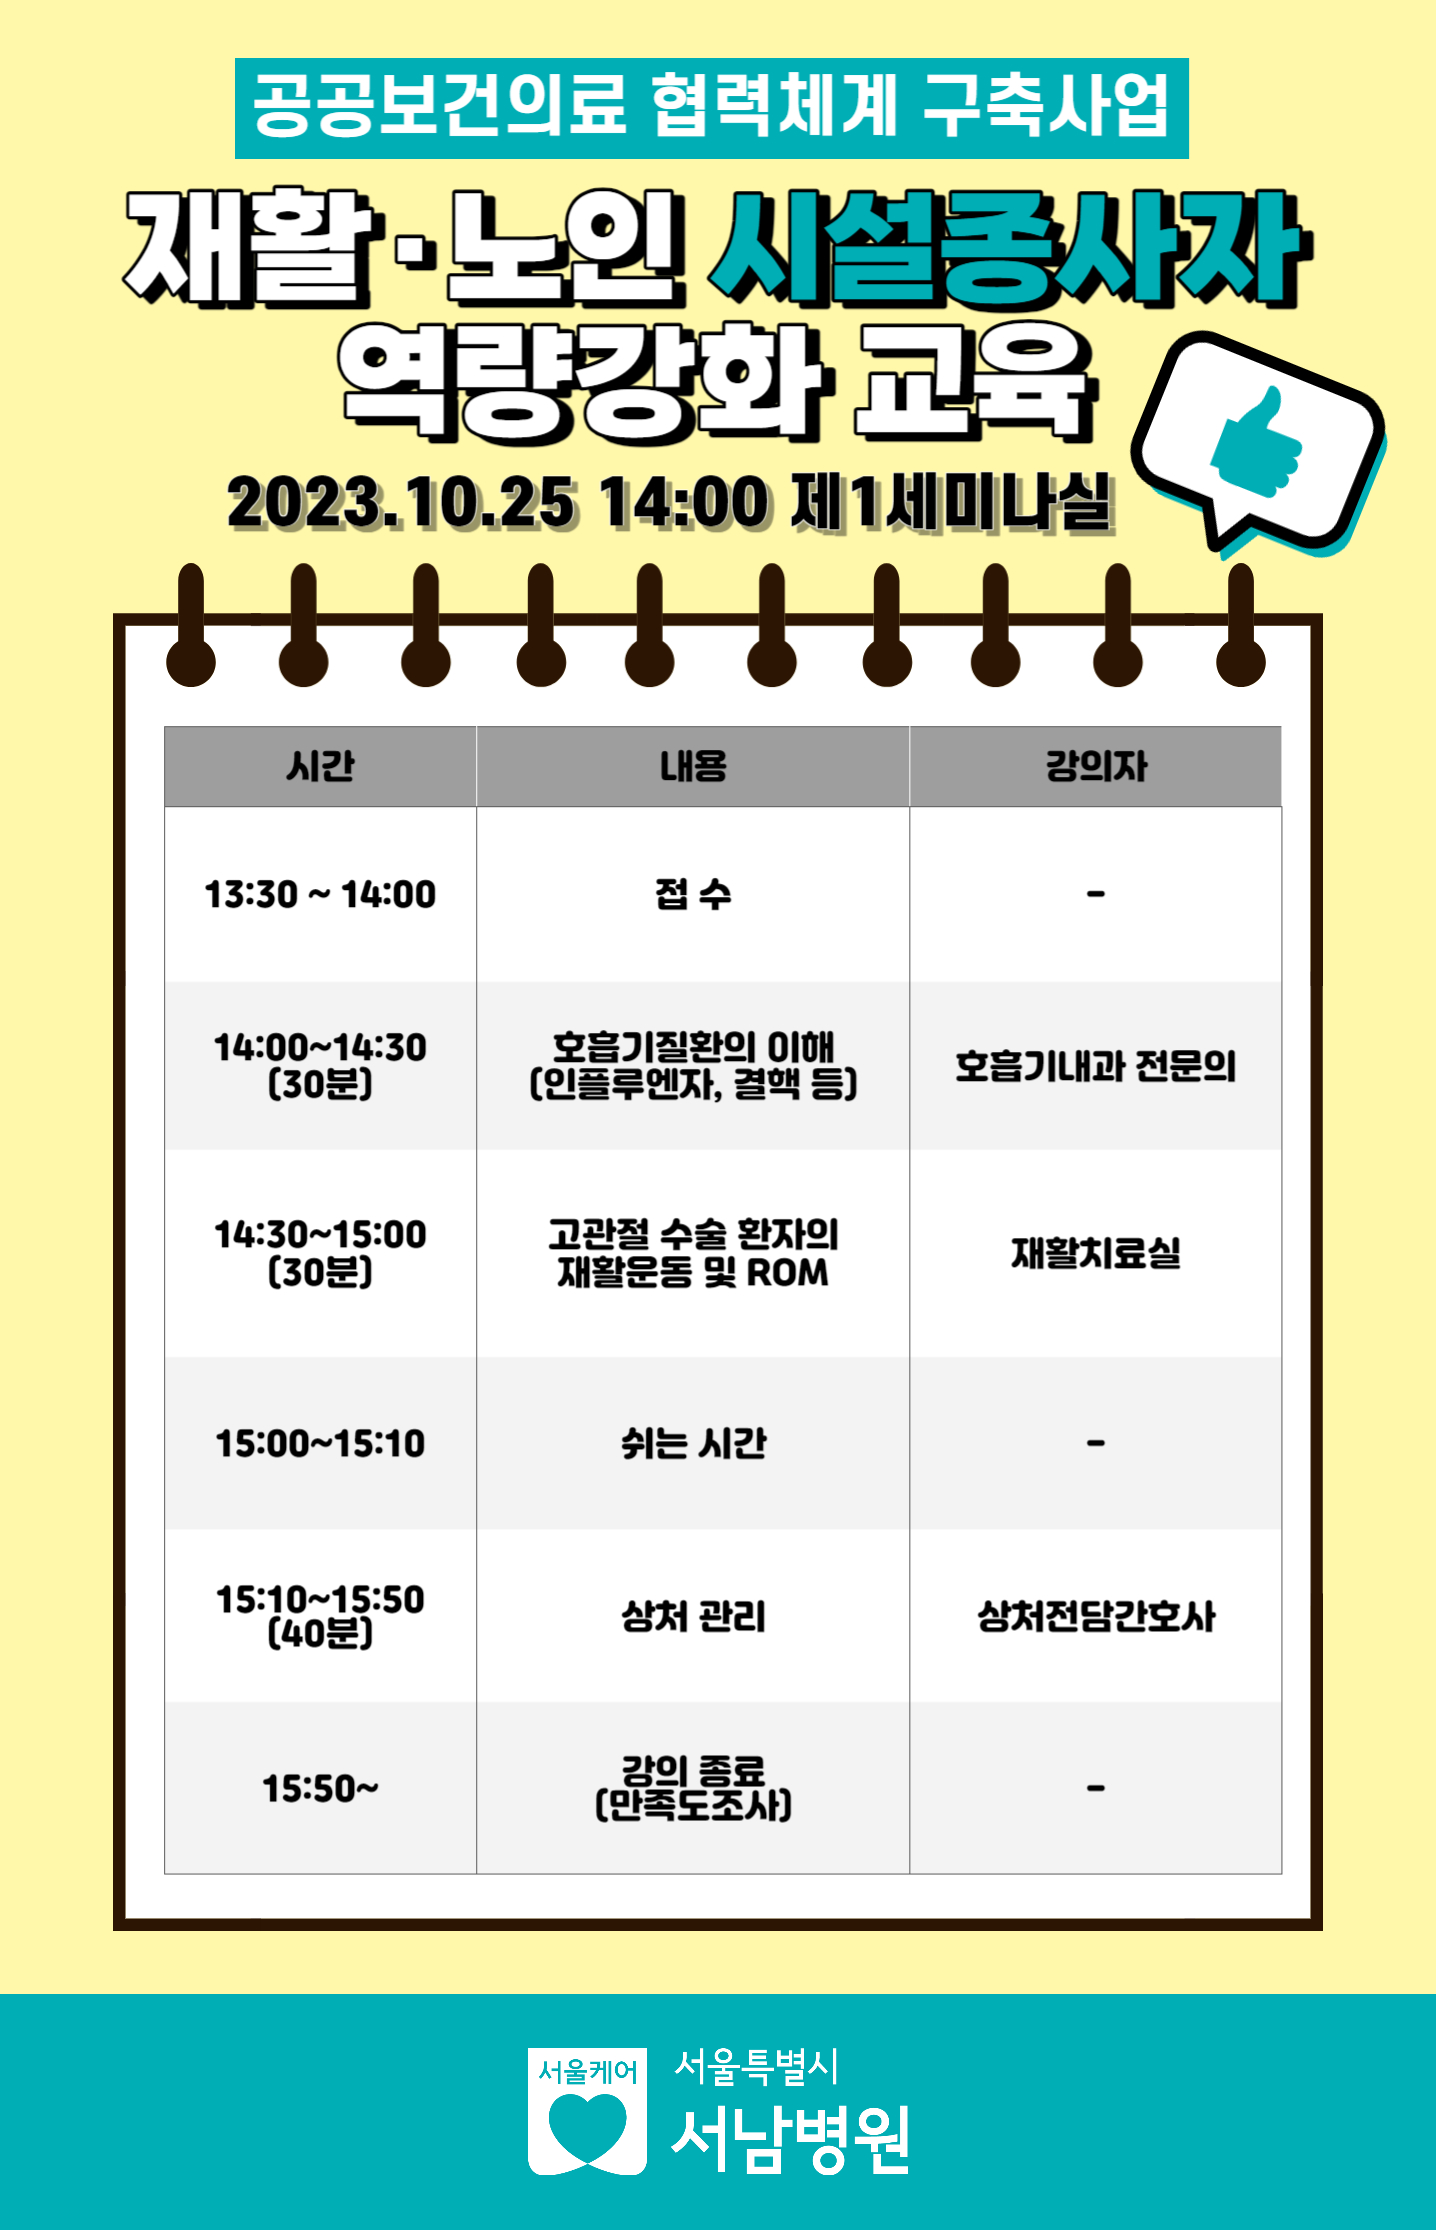 공공보건의료 협력체계 구축사업
재활·노인 시설종사자
역량강화 교육
2023.10.25 14:00 제1세미나실
시간 내용 강의자
13:30 ~ 14:00 접 수 -
14:00~14:30
(30분)
호흡기질환의 이해
(인플루엔자, 결핵 등)
호흡기내과 전문의
14:30~15:00
(30분)
고관절 수술 환자의
재활운동 및 ROM
재활치료실
15:00~15:10 쉬는 시간 -
15:10~15:50
(40분)
상처 관리
상처전담간호사
15:50~
강의 종료
(만족도조사)
-
서울케어
서울특별시
서남병원